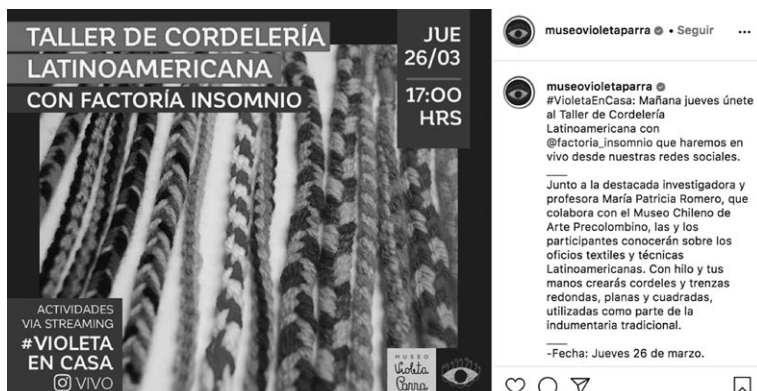 TALLER DE CORDELERÍA
LATINOAMERICANA
CON FACTORÍA INSOMNIO
JUE
26/03
17:00
HRS
ACTIVIDADES
VIA STREAMING
#VIOLETA
EN CASA
VIVO
MUSEO
Violeta
Parra
museovioletaparra • Seguir
museovioletaparra
#VioletaEnCasa: Mañana jueves únete
al Taller de Cordelería
Latinoamericana con
@factoria_insomnio que haremos en
vivo desde nuestras redes sociales.
Junto a la destacada investigadora y
profesora María Patricia Romero, que
colabora con el Museo Chileno de
Arte Precolombino, las y los
participantes conocerán sobre los
oficios textiles y técnicas
Latinoamericanas. Con hilo y tus
manos crearás cordeles y trenzas
redondas, planas y cuadradas,
utilizadas como parte de la
indumentaria tradicional.
-Fecha: Jueves 26 de marzo.